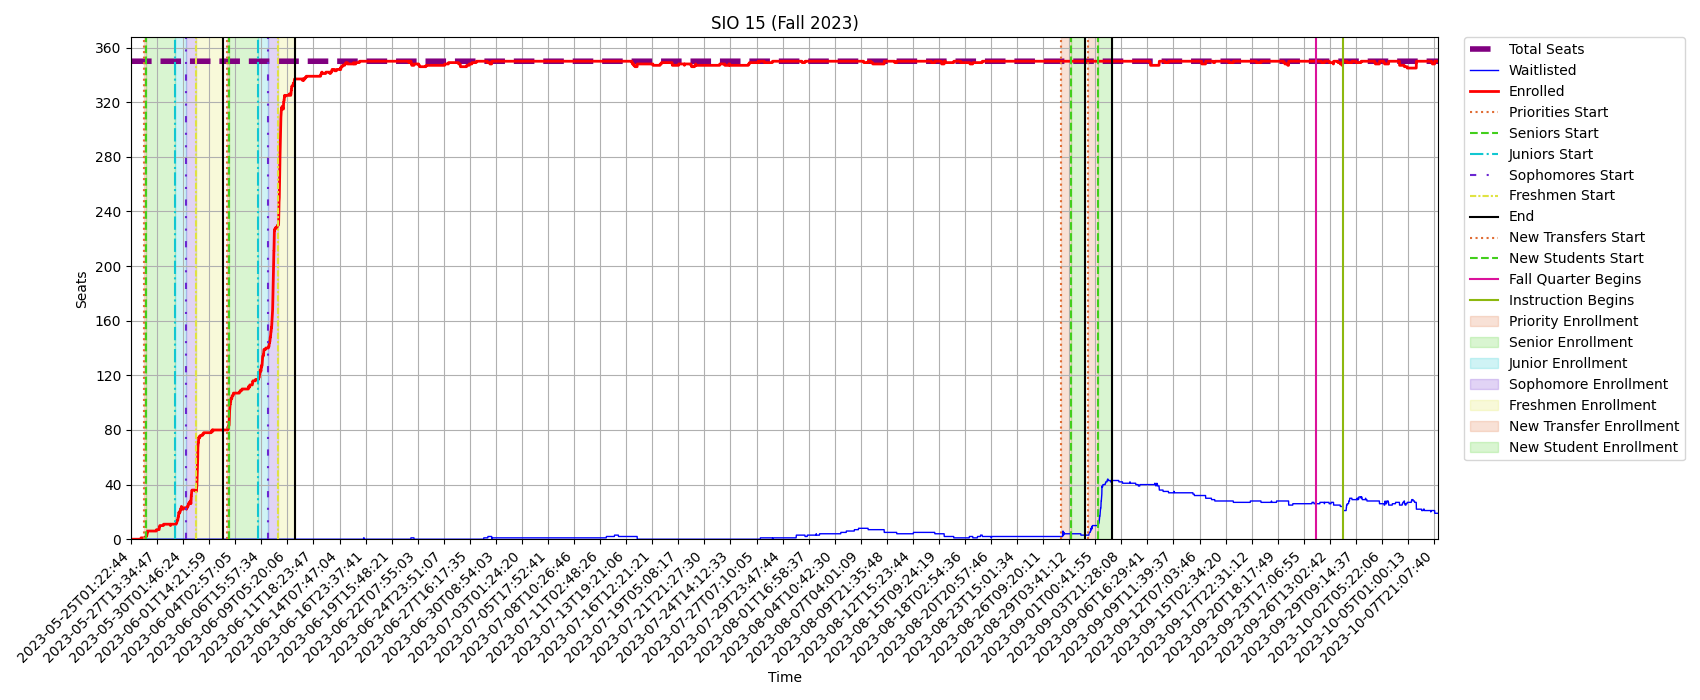 SIO 15 (Fall 2023)
Seats
360
320
280
240
200
160
120
80
40
0
2023-05-25T01:22:44
2023-05-27T13:34:47
2023-05-30T01:46:24
2023-06-01T14:21:59
2023-06-04T02:57:05
2023-06-06T15:57:34
2023-06-09T05:20:06
2023-06-11T18:23:47
2023-06-14T07:47:04
2023-06-16T23:37:41
2023-06-19T15:48:21
2023-06-22T07:55:03
2023-06-24T23:51:07
2023-06-27T16:17:35
2023-06-30T08:54:03
2023-07-03T01:24:20
2023-07-05T17:52:41
2023-07-08T10:26:46
2023-07-11T02:48:26
2023-07-13T19:21:06
2023-07-16T12:21:21
2023-07-19T05:08:17
2023-07-21T21:27:30
2023-07-24T14:12:33
2023-07-27T07:10:05
2023-07-29T23:47:44
2023-08-01T16:58:37
2023-08-04T10:42:30
2023-08-07T04:01:09
2023-08-09T21:35:48
2023-08-12T15:23:44
2023-08-15T09:24:19
2023-08-18T02:54:36
2023-08-20T20:57:46
2023-08-23T15:01:34
2023-08-26T09:20:11
2023-08-29T03:41:12
2023-09-01T00:41:55
2023-09-03T21:28:08
2023-09-06T16:29:41
2023-09-09T11:39:37
2023-09-12T07:03:46
2023-09-15T02:34:20
2023-09-17T22:31:12
2023-09-20T18:17:49
2023-09-23T17:06:55
2023-09-26T13:02:42
2023-09-29T09:14:37
2023-10-02T05:22:06
2023-10-05T01:00:13
2023-10-07T21:07:40
Time
Total Seats
Waitlisted
Enrolled
Priorities Start
Seniors Start
Juniors Start
Sophomores Start
Freshmen Start
End
New Transfers Start
New Students Start
Fall Quarter Begins
Instruction Begins
Priority Enrollment
Senior Enrollment
Junior Enrollment
Sophomore Enrollment
Freshmen Enrollment
New Transfer Enrollment
New Student Enrollment